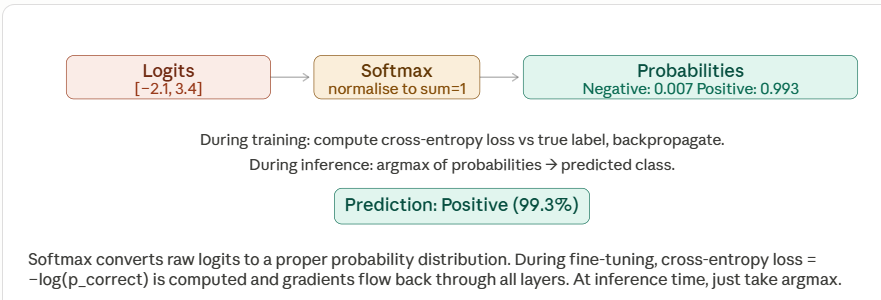 Logits
[−2.1, 3.4]
Softmax
normalise to sum=1
Probabilities
Negative: 0.007 Positive: 0.993
During training: compute cross-entropy loss vs true label, backpropagate.
During inference: argmax of probabilities → predicted class.
Prediction: Positive (99.3%)
Softmax converts raw logits to a proper probability distribution. During fine-tuning, cross-entropy loss =
−log(p_correct) is computed and gradients flow back through all layers. At inference time, just take argmax.